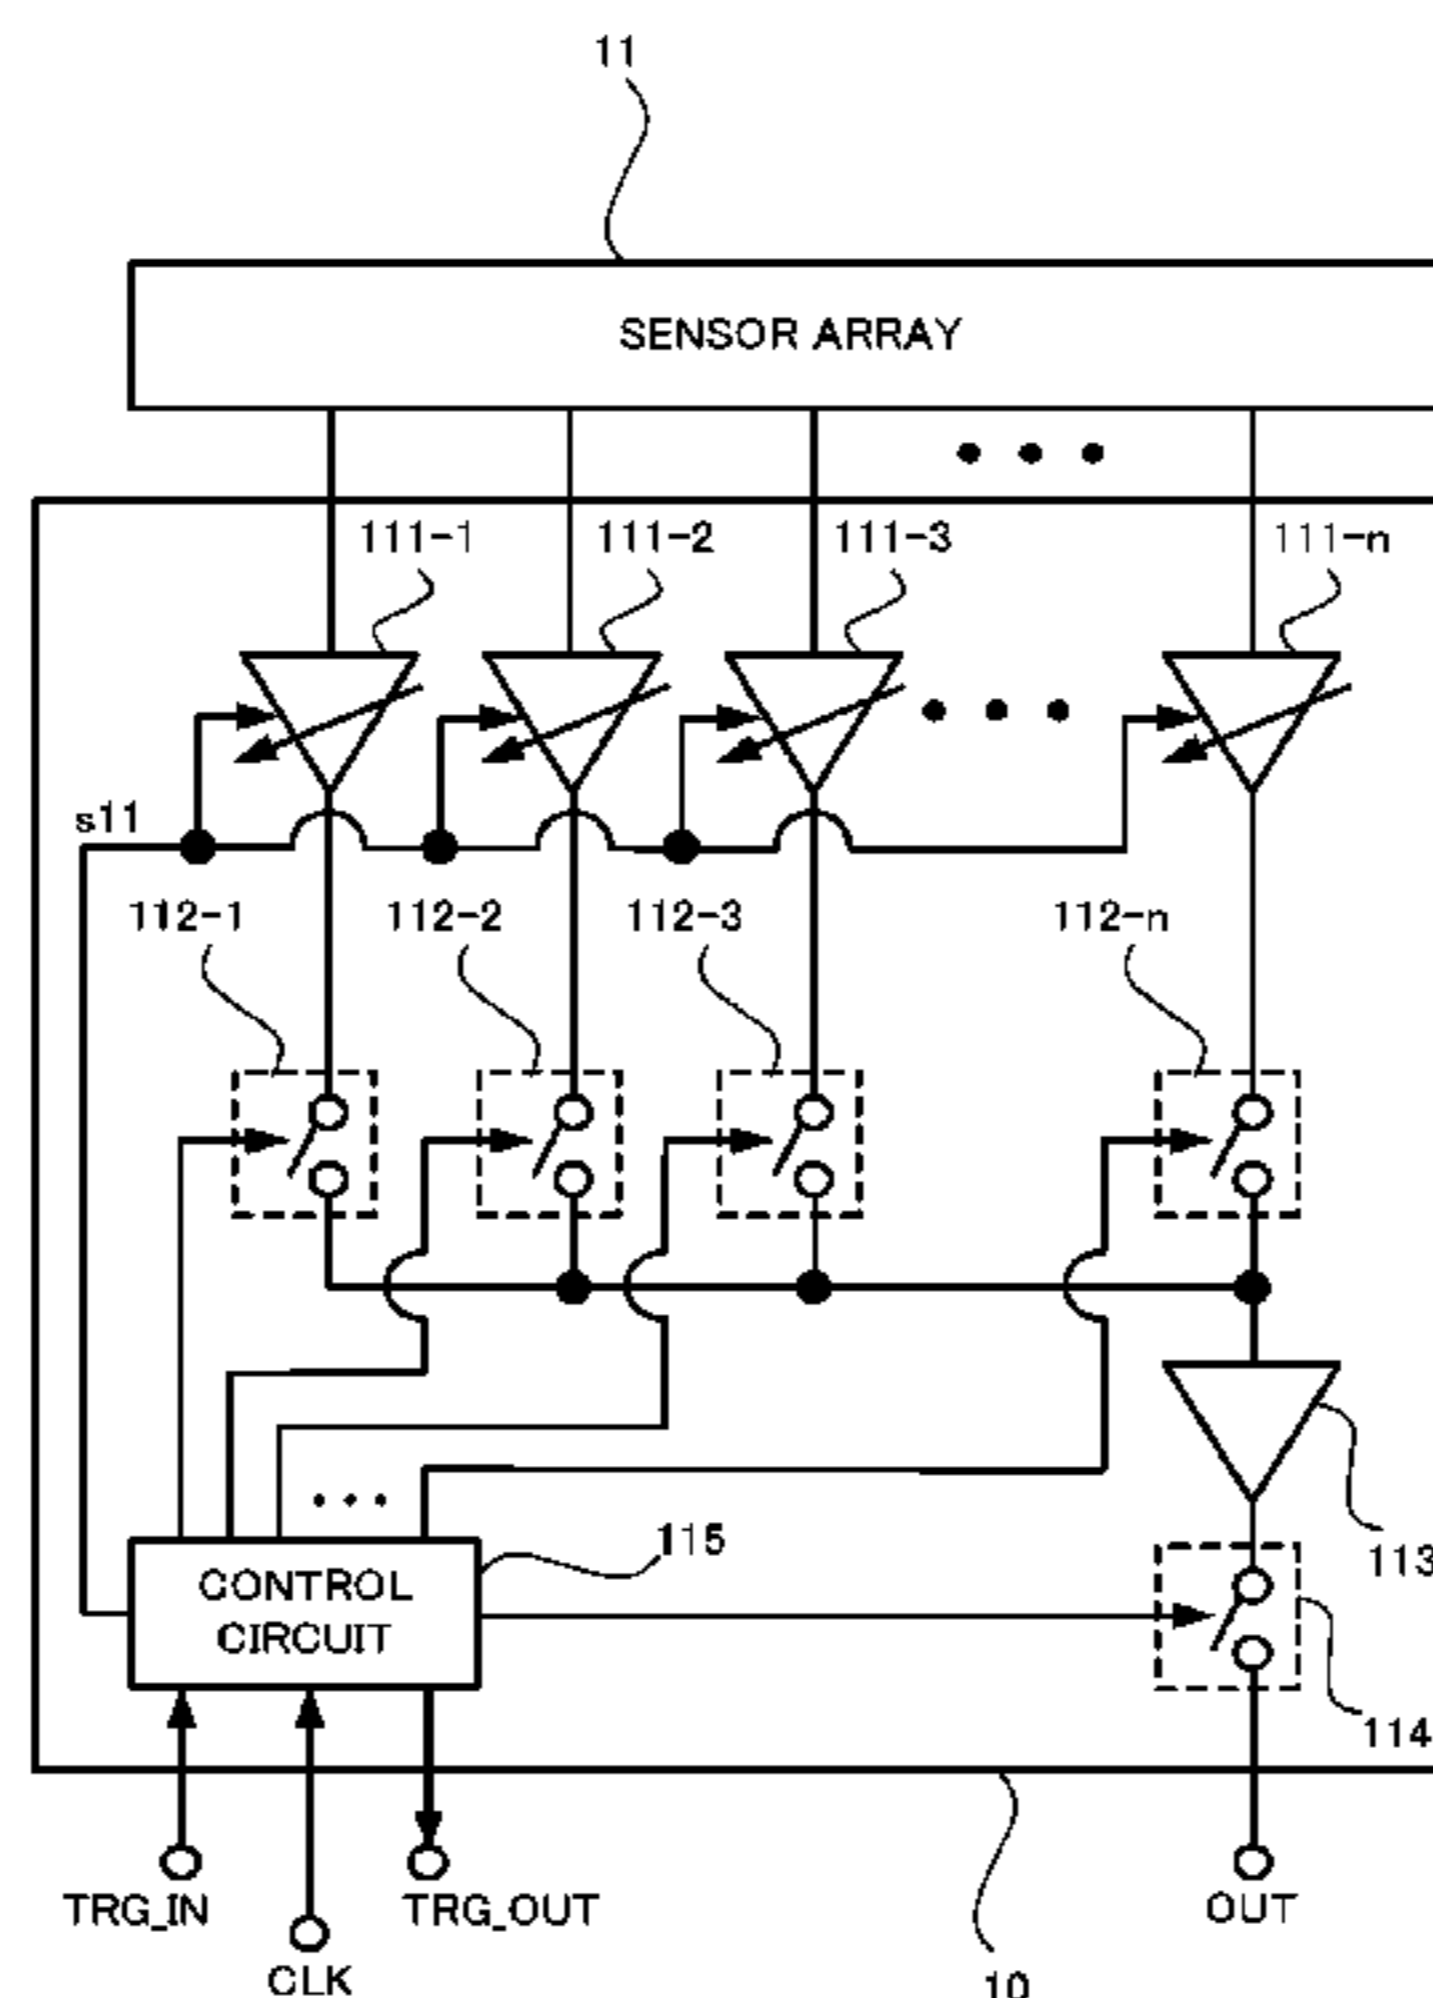 11
SENSOR ARRAY
111-1
111-2
111-3
111-n
s11
112-1
112-2
112-3
112-n
115
CONTROL
CIRCUIT
113
114
TRG_IN
TRG_OUT
OUT
CLK
10